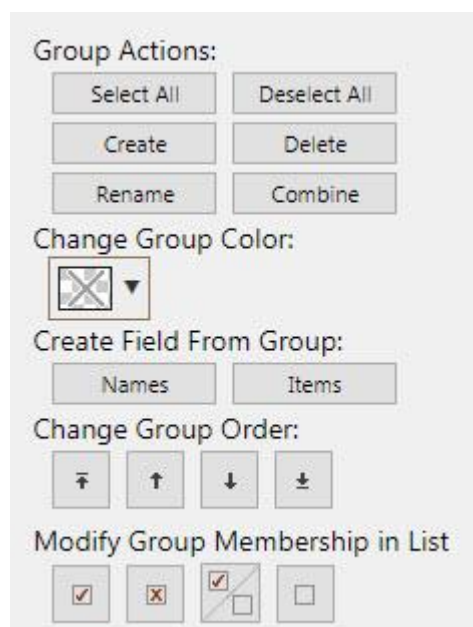 Group Actions:
Select All Deselect All
Create Delete
Rename Combine
Change Group Color:
Create Field From Group:
Names Items
Change Group Order:
Modify Group Membership in List